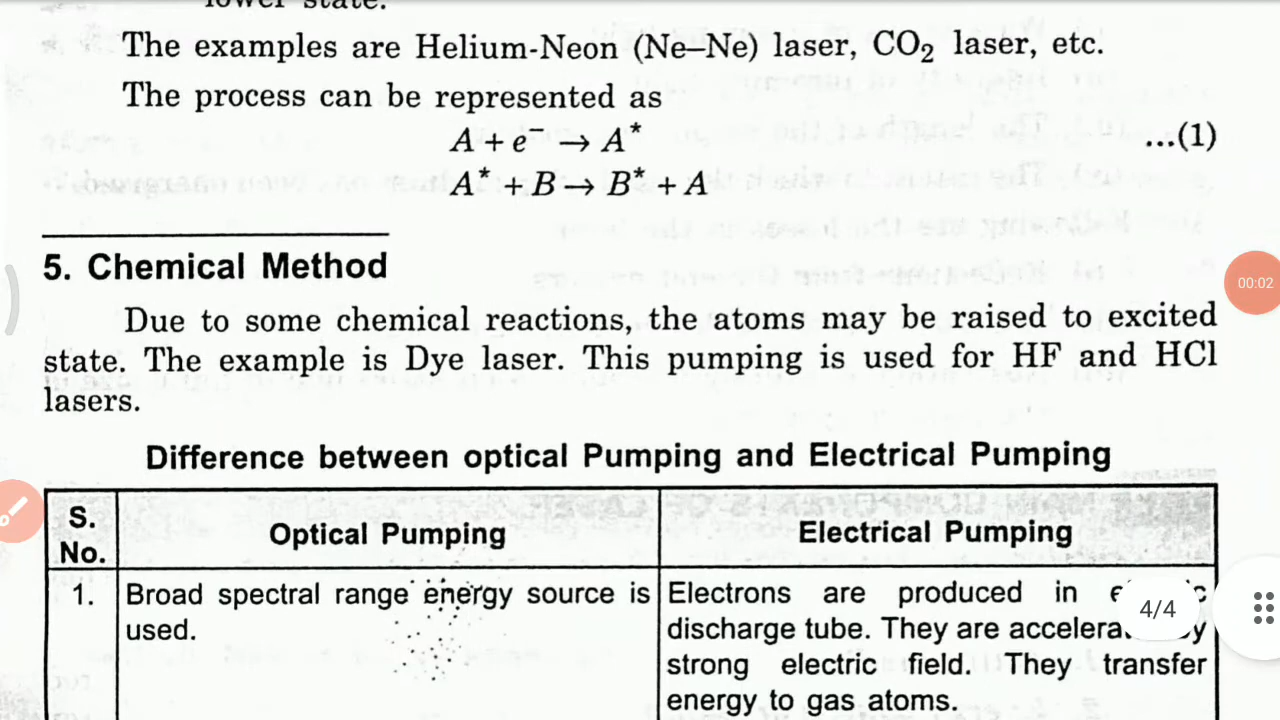 lower state.
The examples are Helium-Neon (Ne–Ne) laser, CO₂ laser, etc.
The process can be represented as
A + e⁻ → A* ...(1)
A* + B → B* + A
5. Chemical Method
Due to some chemical reactions, the atoms may be raised to excited
state. The example is Dye laser. This pumping is used for HF and HCl
lasers.
Difference between optical Pumping and Electrical Pumping
S.
No.
Optical Pumping
Electrical Pumping
1.
Broad spectral range energy source is
used.
Electrons are produced in
discharge tube. They are
strong electric field. They transfer
energy to gas atoms.
00:02
4/4